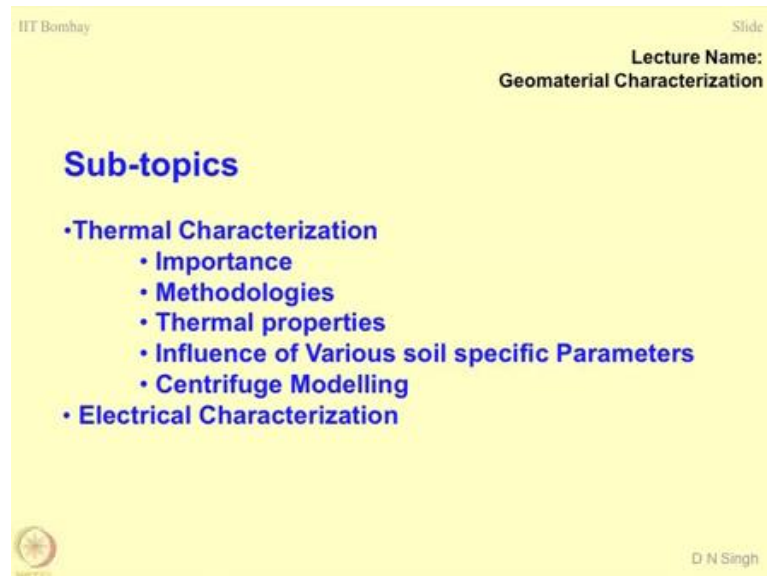 IIT Bombay
Slide
Lecture Name:
Geomaterial Characterization
Sub-topics
•Thermal Characterization
• Importance
• Methodologies
• Thermal properties
• Influence of Various soil specific Parameters
• Centrifuge Modelling
• Electrical Characterization
D N Singh